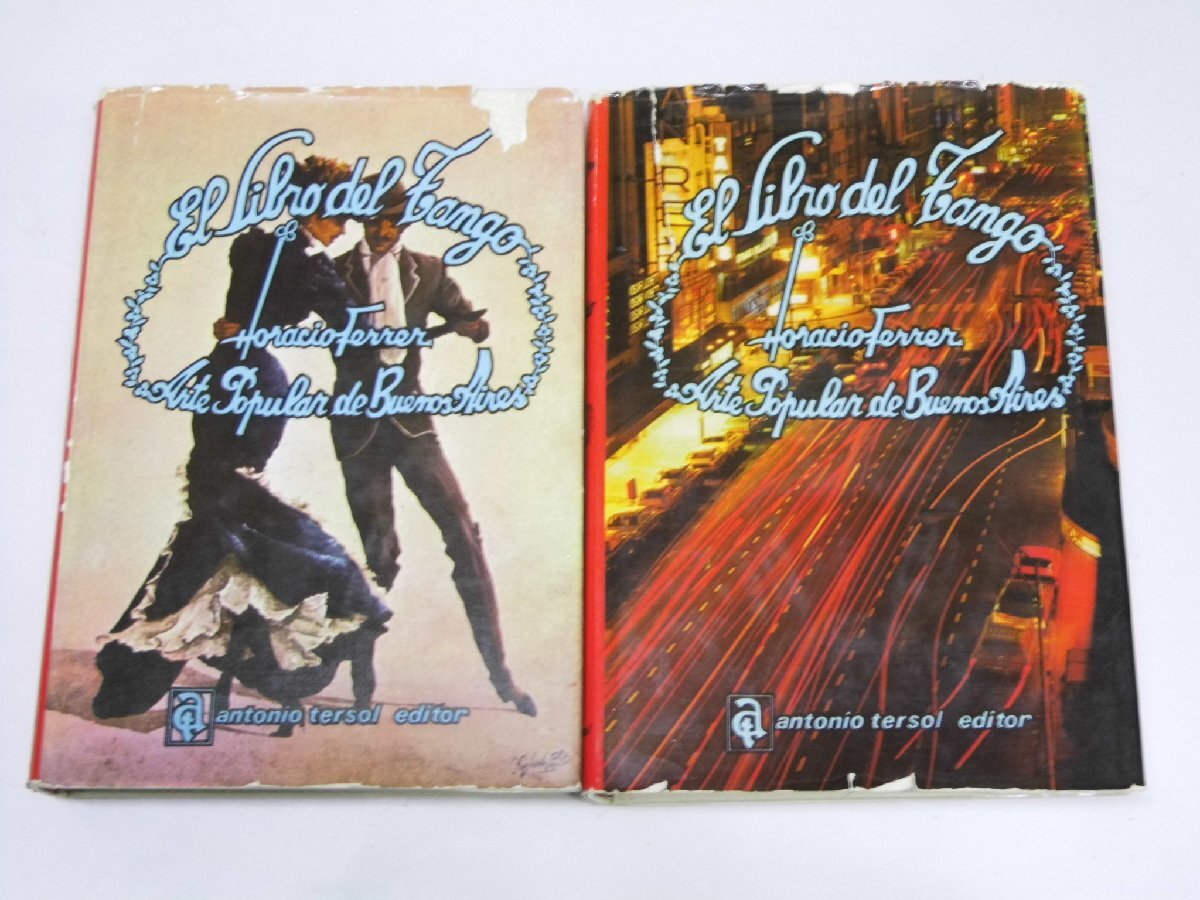 El Libro del Tango
Horacio Ferrer
Arte Popular de Buenos Aires
a
antonio tersol editor
El Libro del Tango
Horacio Ferrer
Arte Popular de Buenos Aires
a
antonio tersol editor